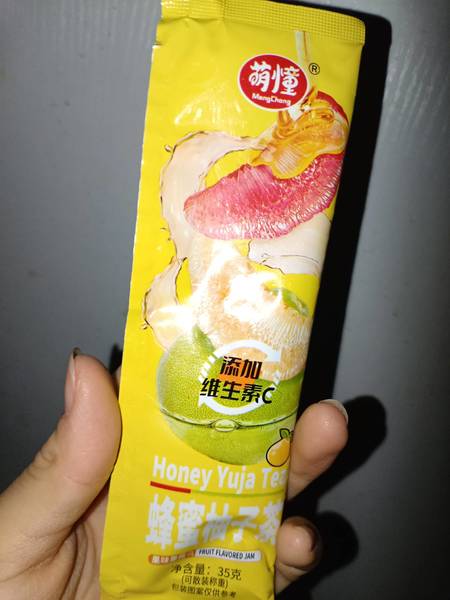 萌憧®
MengChong
添加
维生素C
Honey Yuja Tea
蜂蜜柚子茶
FRUIT FLAVORED JAM
净含量：35克
(可散装称重)
包装图案仅供参考